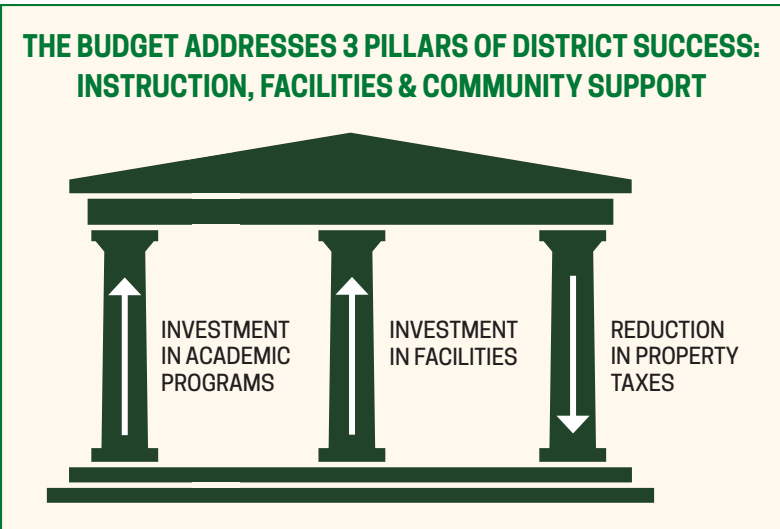 THE BUDGET ADDRESSES 3 PILLARS OF DISTRICT SUCCESS:
INSTRUCTION, FACILITIES & COMMUNITY SUPPORT
INVESTMENT
IN ACADEMIC
PROGRAMS
INVESTMENT
IN FACILITIES
REDUCTION
IN PROPERTY
TAXES